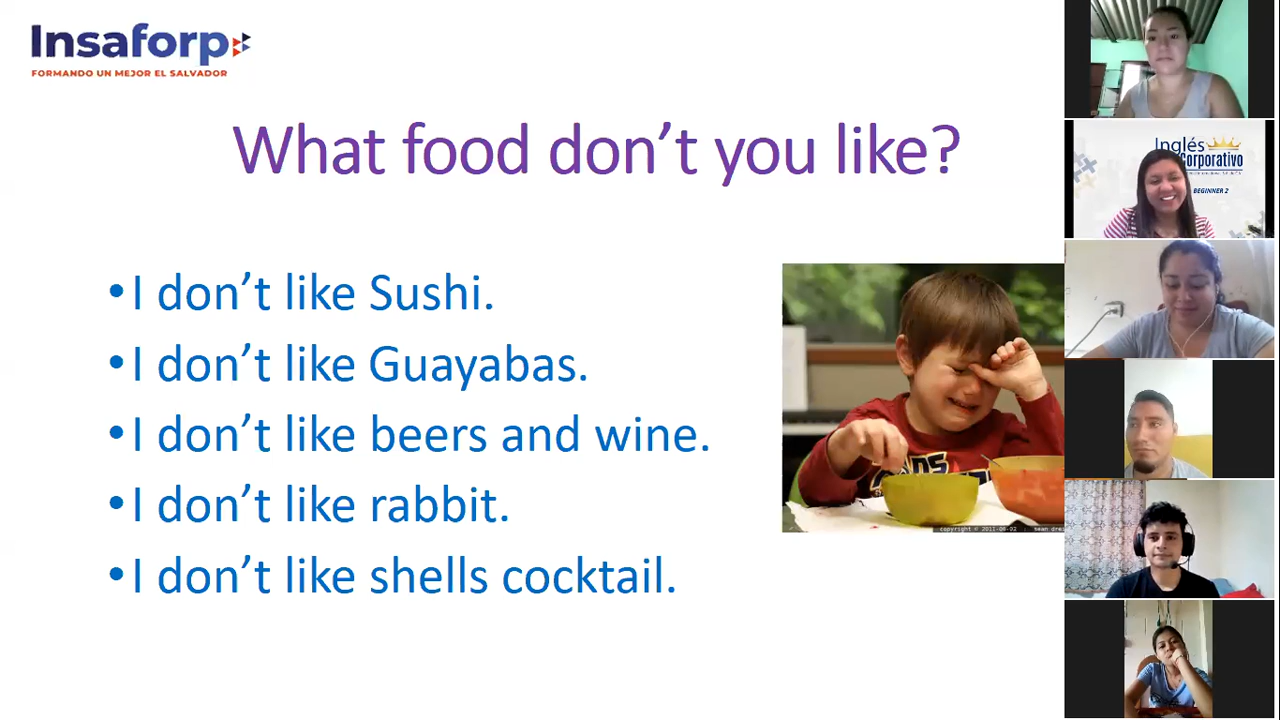 Insaforp
FORMANDO UN MEJOR EL SALVADOR
What food don't you like?
•I don't like Sushi.
•I don't like Guayabas.
•I don't like beers and wine.
•I don't like rabbit.
•I don't like shells cocktail.
Inglés
Corporativo
BEGINNER 2